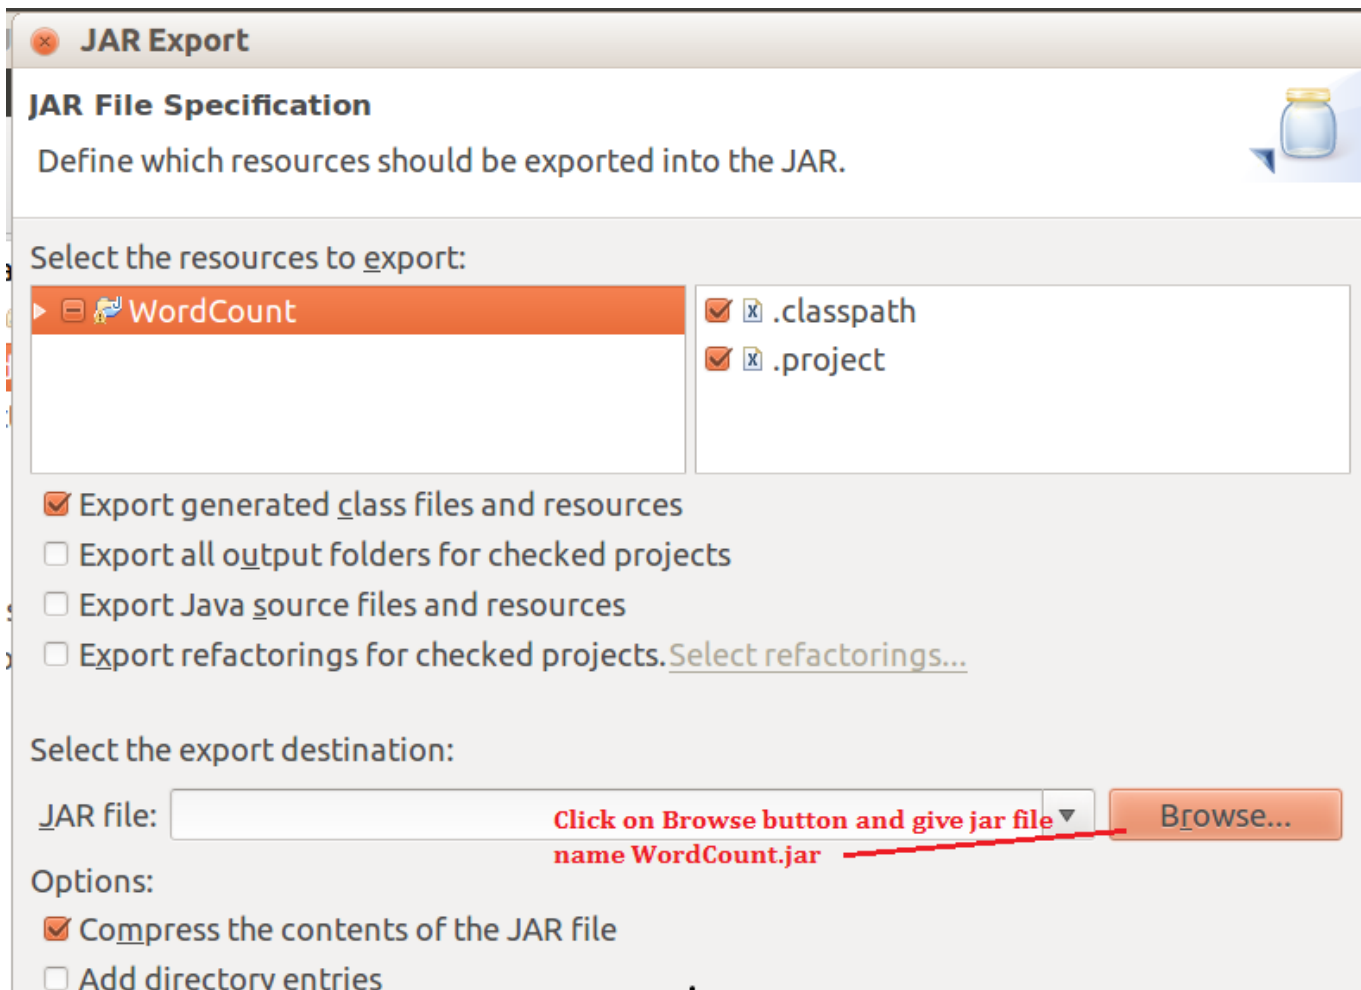 JAR Export
JAR File Specification
Define which resources should be exported into the JAR.
Select the resources to export:
WordCount
.classpath
.project
Export generated class files and resources
Export all output folders for checked projects
Export Java source files and resources
Export refactorings for checked projects. Select refactorings...
Select the export destination:
JAR file:
Browse...
Click on Browse button and give jar file
name WordCount.jar
Options:
Compress the contents of the JAR file
Add directory entries